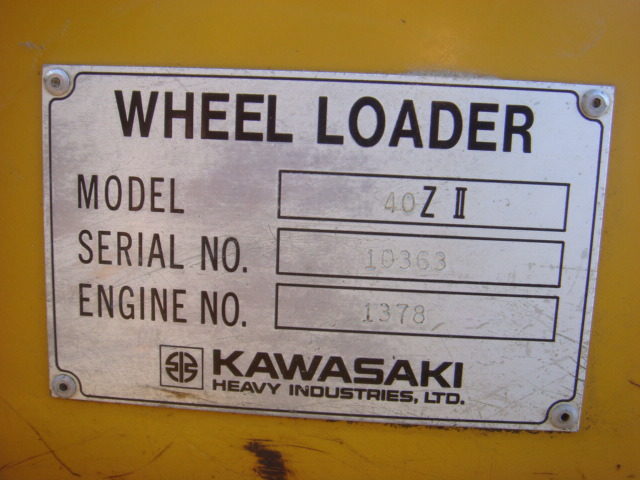 WHEEL LOADER
MODEL 40Z II
SERIAL NO. 10363
ENGINE NO. 1378
KAWASAKI
HEAVY INDUSTRIES, LTD.